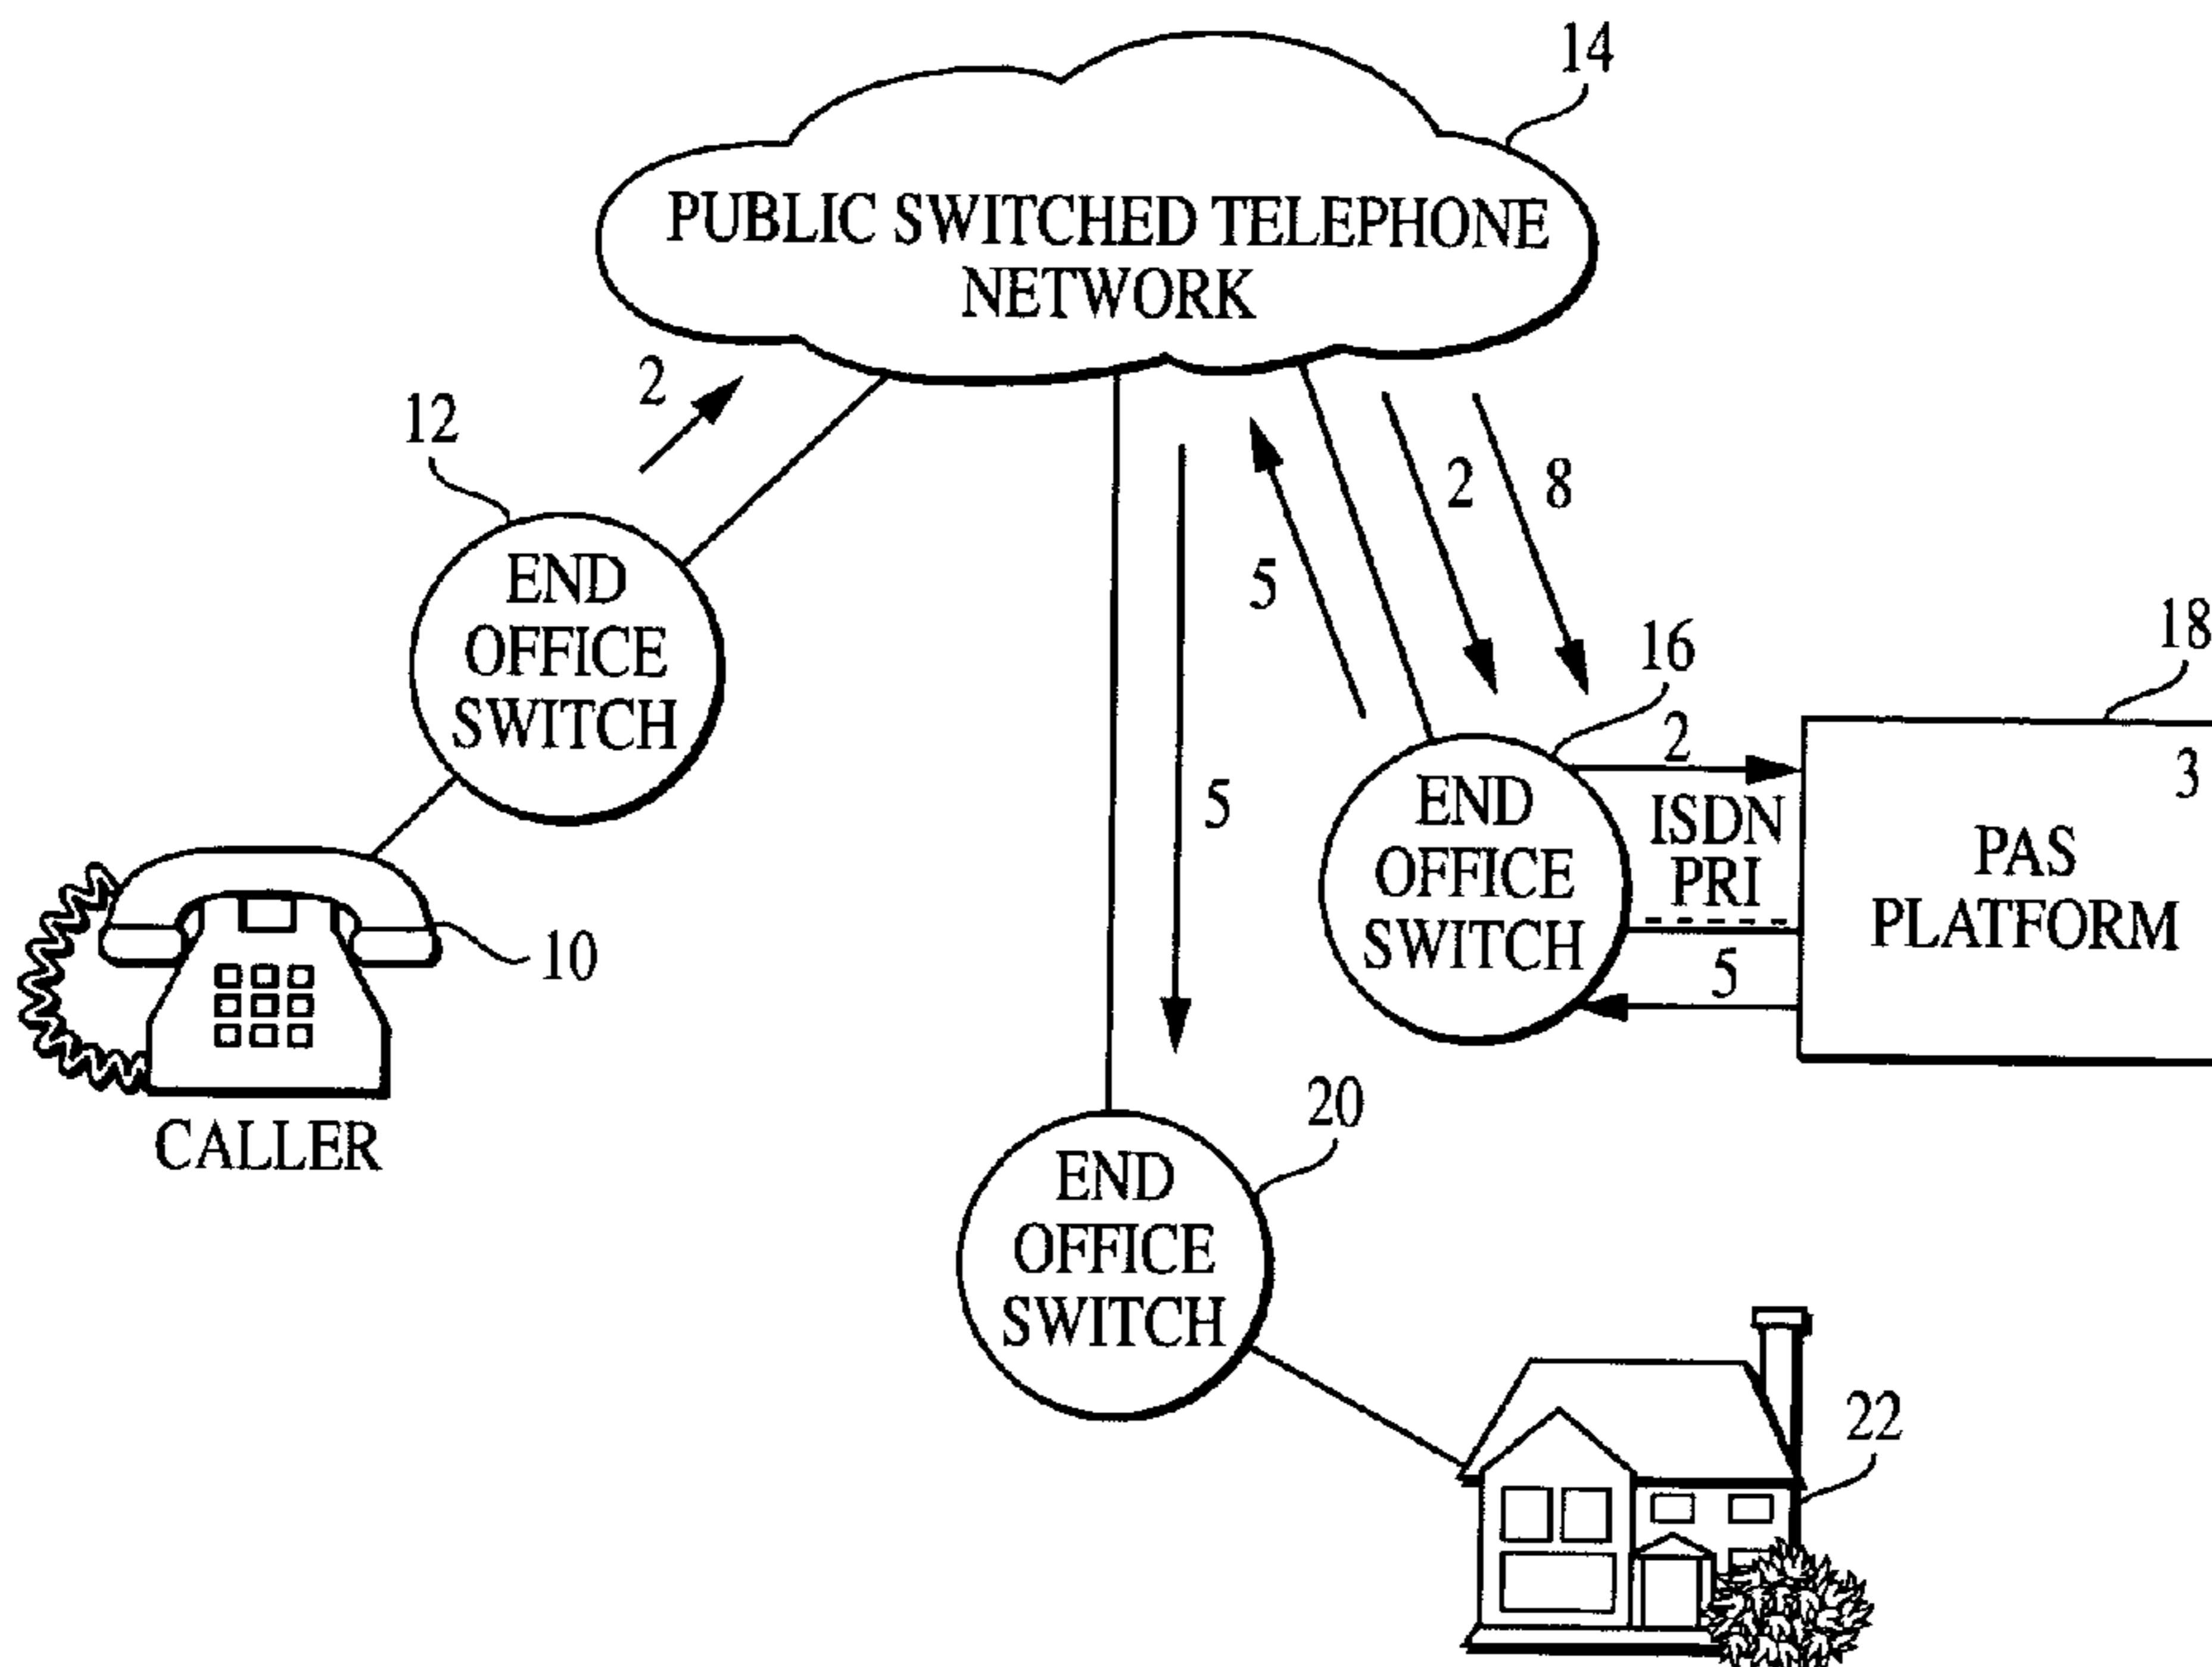 14
PUBLIC SWITCHED TELEPHONE
NETWORK
2
12
END
OFFICE
SWITCH
10
CALLER
5
5
2
8
16
END
OFFICE
SWITCH
2
ISDN
PRI
5
18
3
PAS
PLATFORM
20
END
OFFICE
SWITCH
22